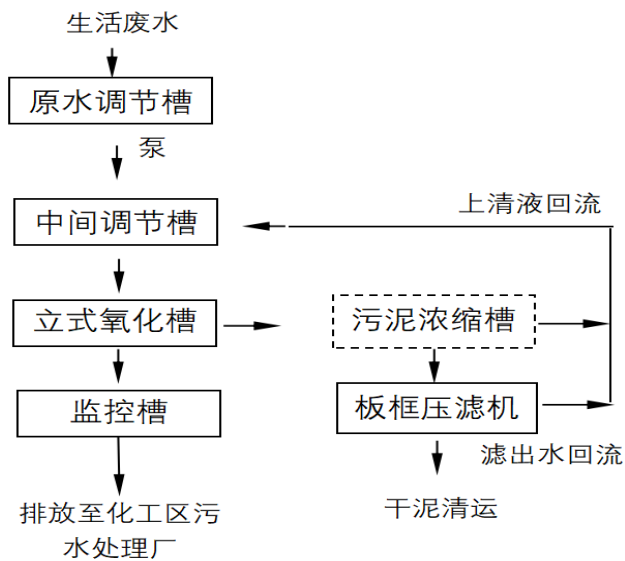 生活废水
原水调节槽
泵
上清液回流
中间调节槽
立式氧化槽
污泥浓缩槽
监控槽
板框压滤机
滤出水回流
排放至化工区污
水处理厂
干泥清运